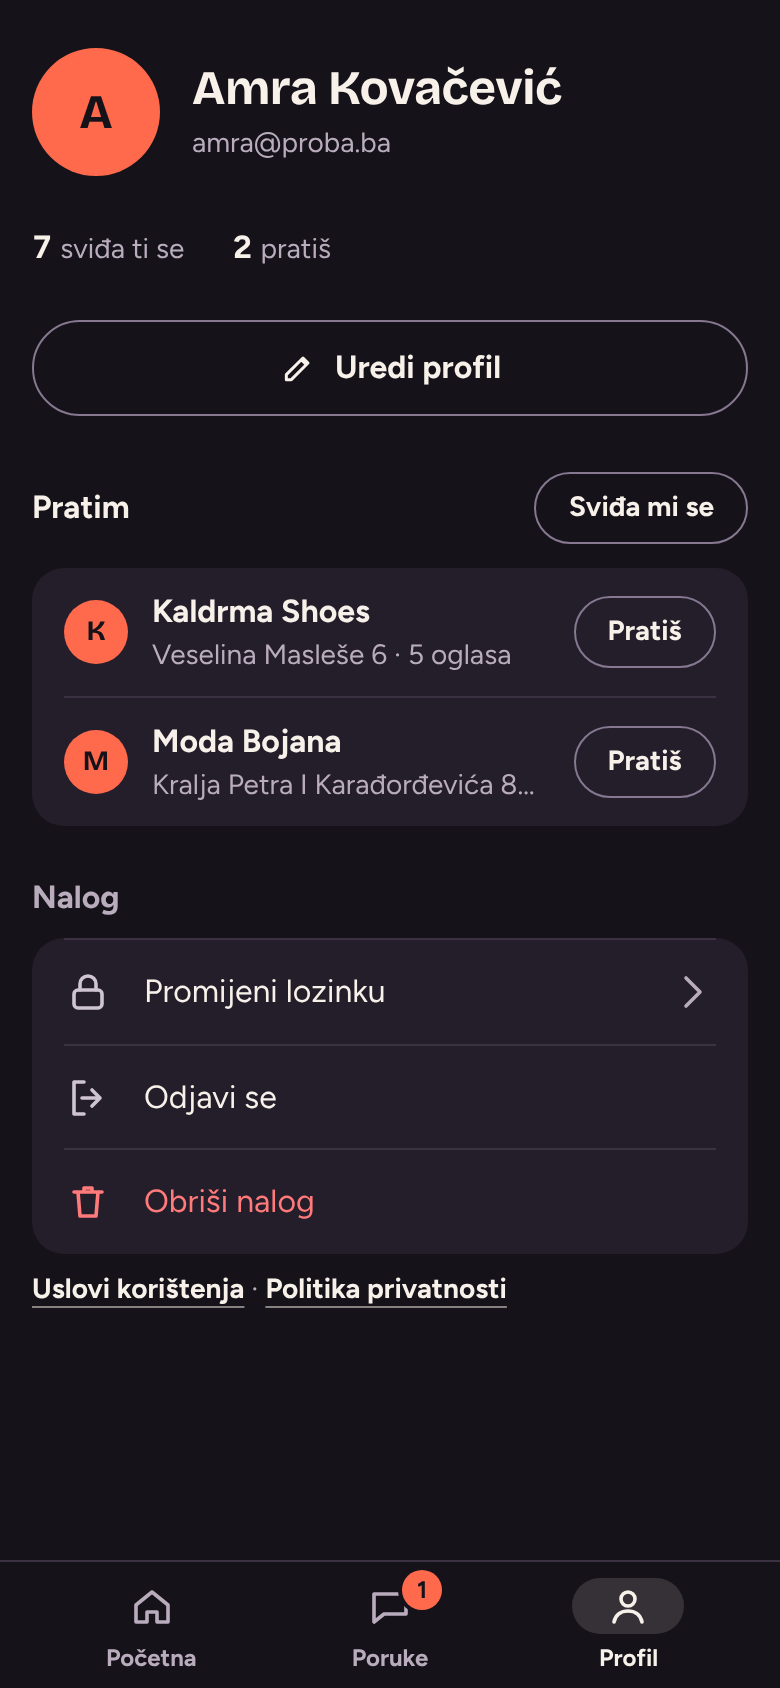 A
Amra Kovačević
amra@proba.ba
7 sviđa ti se 2 pratiš
Uredi profil
Pratim
Sviđa mi se
K
Kaldrma Shoes
Veselina Masleše 6 · 5 oglasa
Pratiš
M
Moda Bojana
Kralja Petra I Karađorđevića 8...
Pratiš
Nalog
Promijeni lozinku
Odjavi se
Obriši nalog
Uslovi korištenja · Politika privatnosti
1
Početna
Poruke
Profil